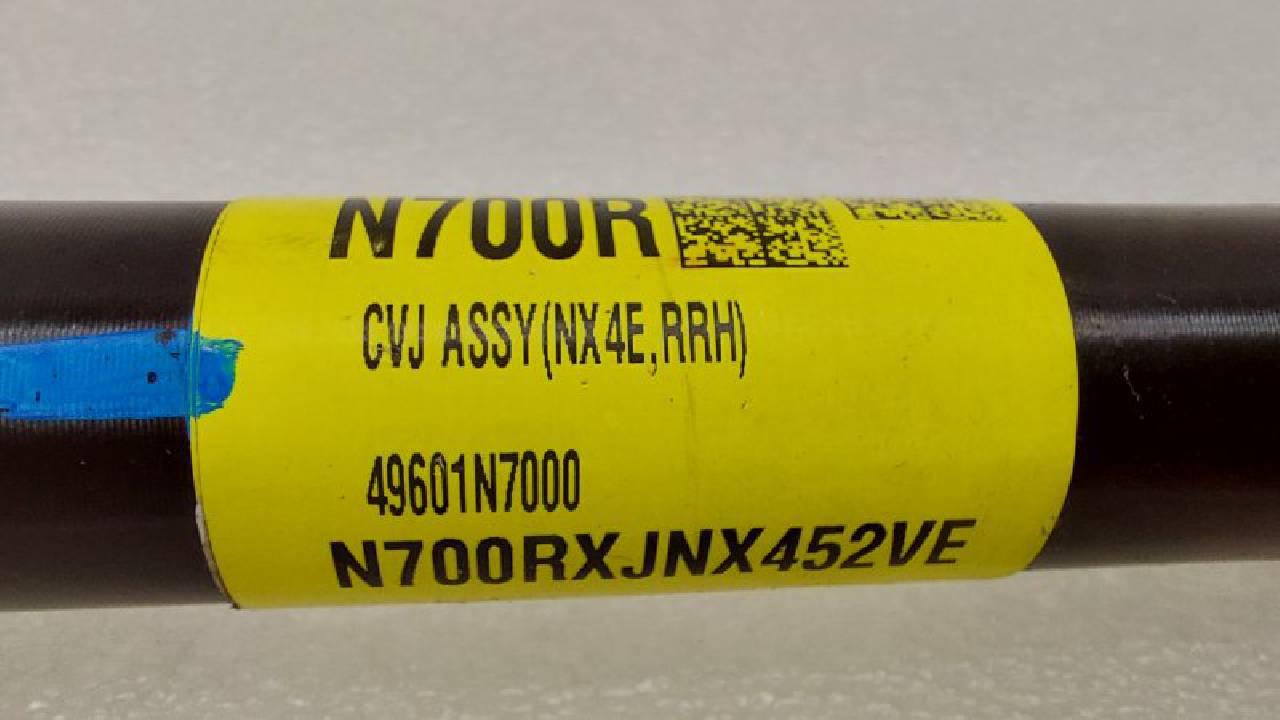 N700R
CVJ ASSY(NX4E,RRH)
49601N7000
N700RXJNX452VE